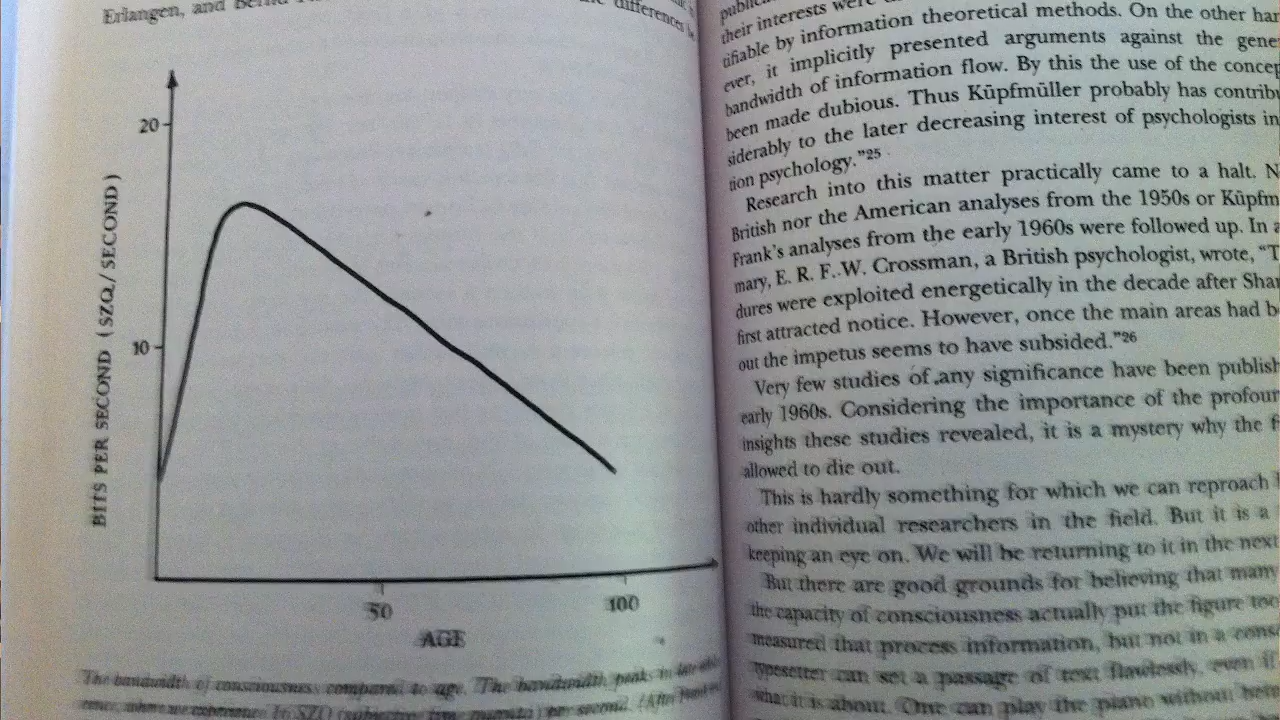 Erlangen, and
differences
20
10
BITS PER SECOND (SZQ/SECOND)
50
100
AGE
The bandwidth of consciousness compared to age. The bandwidth peaks in late
per second. (After
their interests were
tifiable by information theoretical methods. On the other har
ever, it implicitly presented arguments against the gene
bandwidth of information flow. By this the use of the concep
been made dubious. Thus Küpfmüller probably has contribu
siderably to the later decreasing interest of psychologists in
tion psychology."25
Research into this matter practically came to a halt. N
British nor the American analyses from the 1950s or Küpfm
Frank's analyses from the early 1960s were followed up. In a
mary, E. R. F. W. Crossman, a British psychologist, wrote, "T
dures were exploited energetically in the decade after Shan
first attracted notice. However, once the main areas had b
out the impetus seems to have subsided."26
Very few studies of any significance have been publish
early 1960s. Considering the importance of the profoun
insights these studies revealed, it is a mystery why the f
allowed to die out.
This is hardly something for which we can reproach
other individual researchers in the field. But it is a
keeping an eye on. We will be returning to it in the next
But there are good grounds for believing that many
the capacity of consciousness actually put the figure too
measured that process information, but not in a cons
typesetter can set a passage of text flawlessly, even if
what it is about. One can play the piano without bein